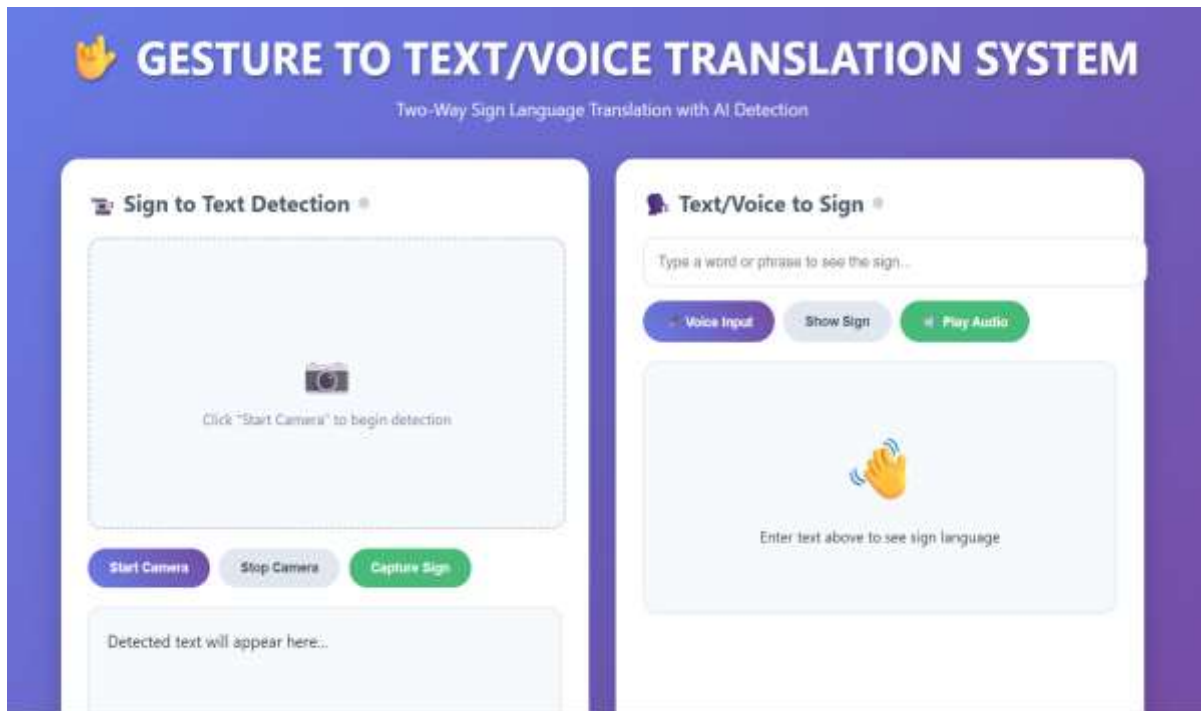 GESTURE TO TEXT/VOICE TRANSLATION SYSTEM
Two-Way Sign Language Translation with AI Detection
Sign to Text Detection
Click "Start Camera" to begin detection
Start Camera
Stop Camera
Capture Sign
Detected text will appear here...
Text/Voice to Sign
Type a word or phrase to see the sign...
Voice Input
Show Sign
Play Audio
Enter text above to see sign language